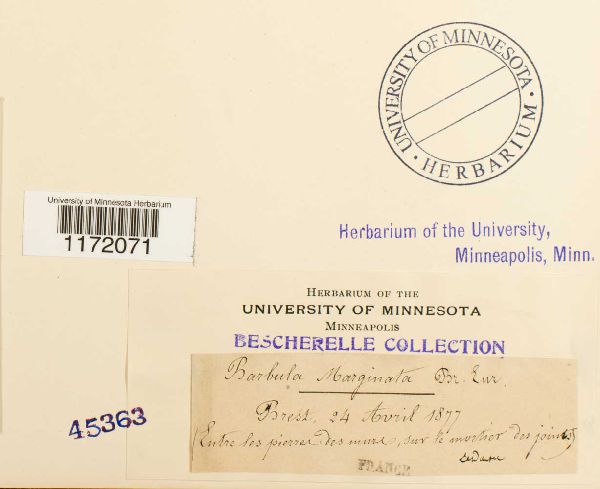 UNIVERSITY OF MINNESOTA · HERBARIUM ·
University of Minnesota Herbarium
1172071
Herbarium of the University,
Minneapolis, Minn.
HERBARIUM OF THE
UNIVERSITY OF MINNESOTA
MINNEAPOLIS
BESCHERELLE COLLECTION
45363
Barbula Marginata Br. Eur.
Brest, 24 Avril 1877
(Entre les pierres des murs, sur le mortier des joints)
FRANCE